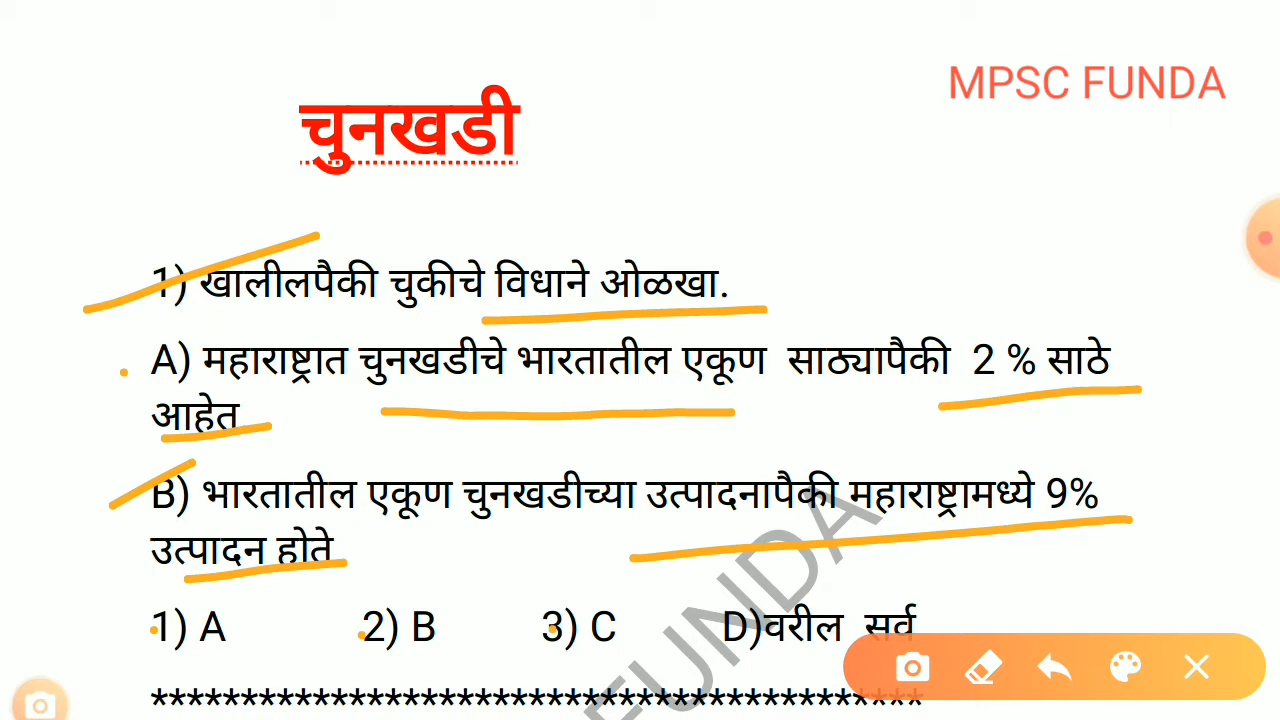 MPSC FUNDA
चुनखडी
1) खालीलपैकी चुकीचे विधाने ओळखा.
A) महाराष्ट्रात चुनखडीचे भारतातील एकूण साठ्यापैकी 2 % साठे
आहेत
B) भारतातील एकूण चुनखडीच्या उत्पादनापैकी महाराष्ट्रामध्ये 9%
उत्पादन होते
1) A 2) B 3) C D)वरील सर्व
*******************************************
FUNDA